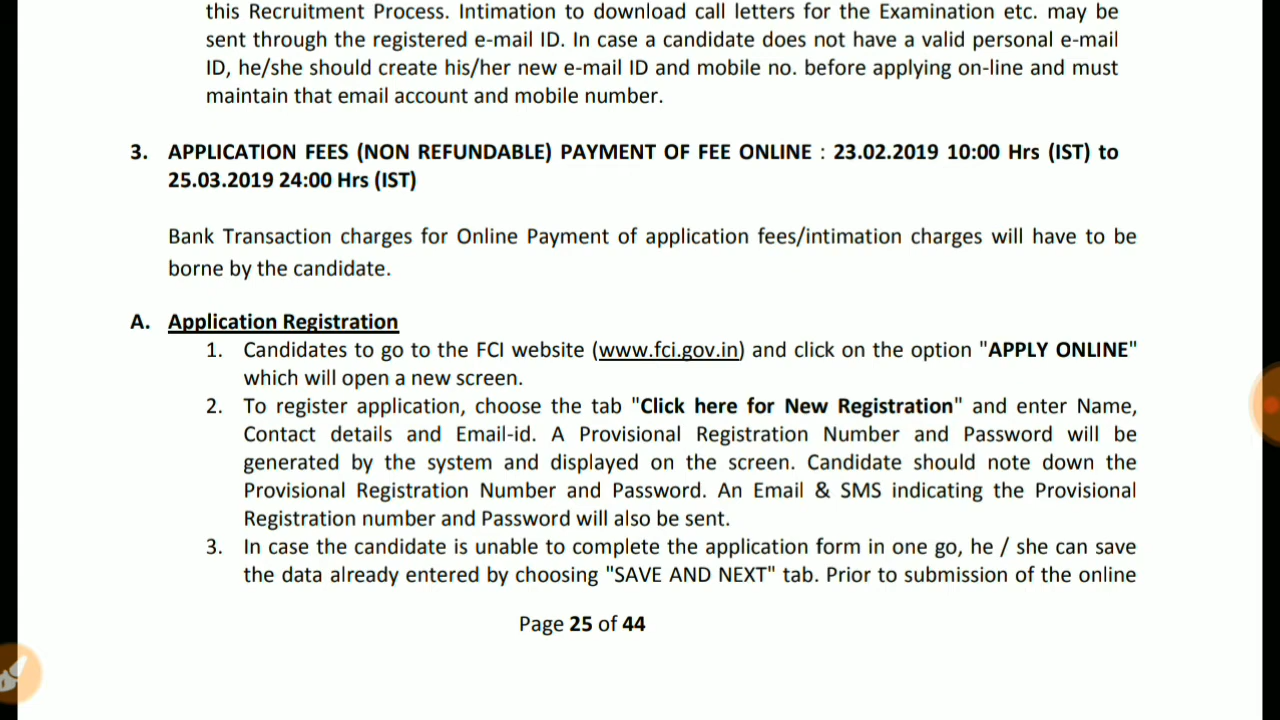 this Recruitment Process. Intimation to download call letters for the Examination etc. may be
sent through the registered e-mail ID. In case a candidate does not have a valid personal e-mail
ID, he/she should create his/her new e-mail ID and mobile no. before applying on-line and must
maintain that email account and mobile number.
3. APPLICATION FEES (NON REFUNDABLE) PAYMENT OF FEE ONLINE : 23.02.2019 10:00 Hrs (IST) to
25.03.2019 24:00 Hrs (IST)
Bank Transaction charges for Online Payment of application fees/intimation charges will have to be
borne by the candidate.
A. Application Registration
1. Candidates to go to the FCI website (www.fci.gov.in) and click on the option "APPLY ONLINE"
which will open a new screen.
2. To register application, choose the tab "Click here for New Registration" and enter Name,
Contact details and Email-id. A Provisional Registration Number and Password will be
generated by the system and displayed on the screen. Candidate should note down the
Provisional Registration Number and Password. An Email & SMS indicating the Provisional
Registration number and Password will also be sent.
3. In case the candidate is unable to complete the application form in one go, he / she can save
the data already entered by choosing "SAVE AND NEXT" tab. Prior to submission of the online
Page 25 of 44